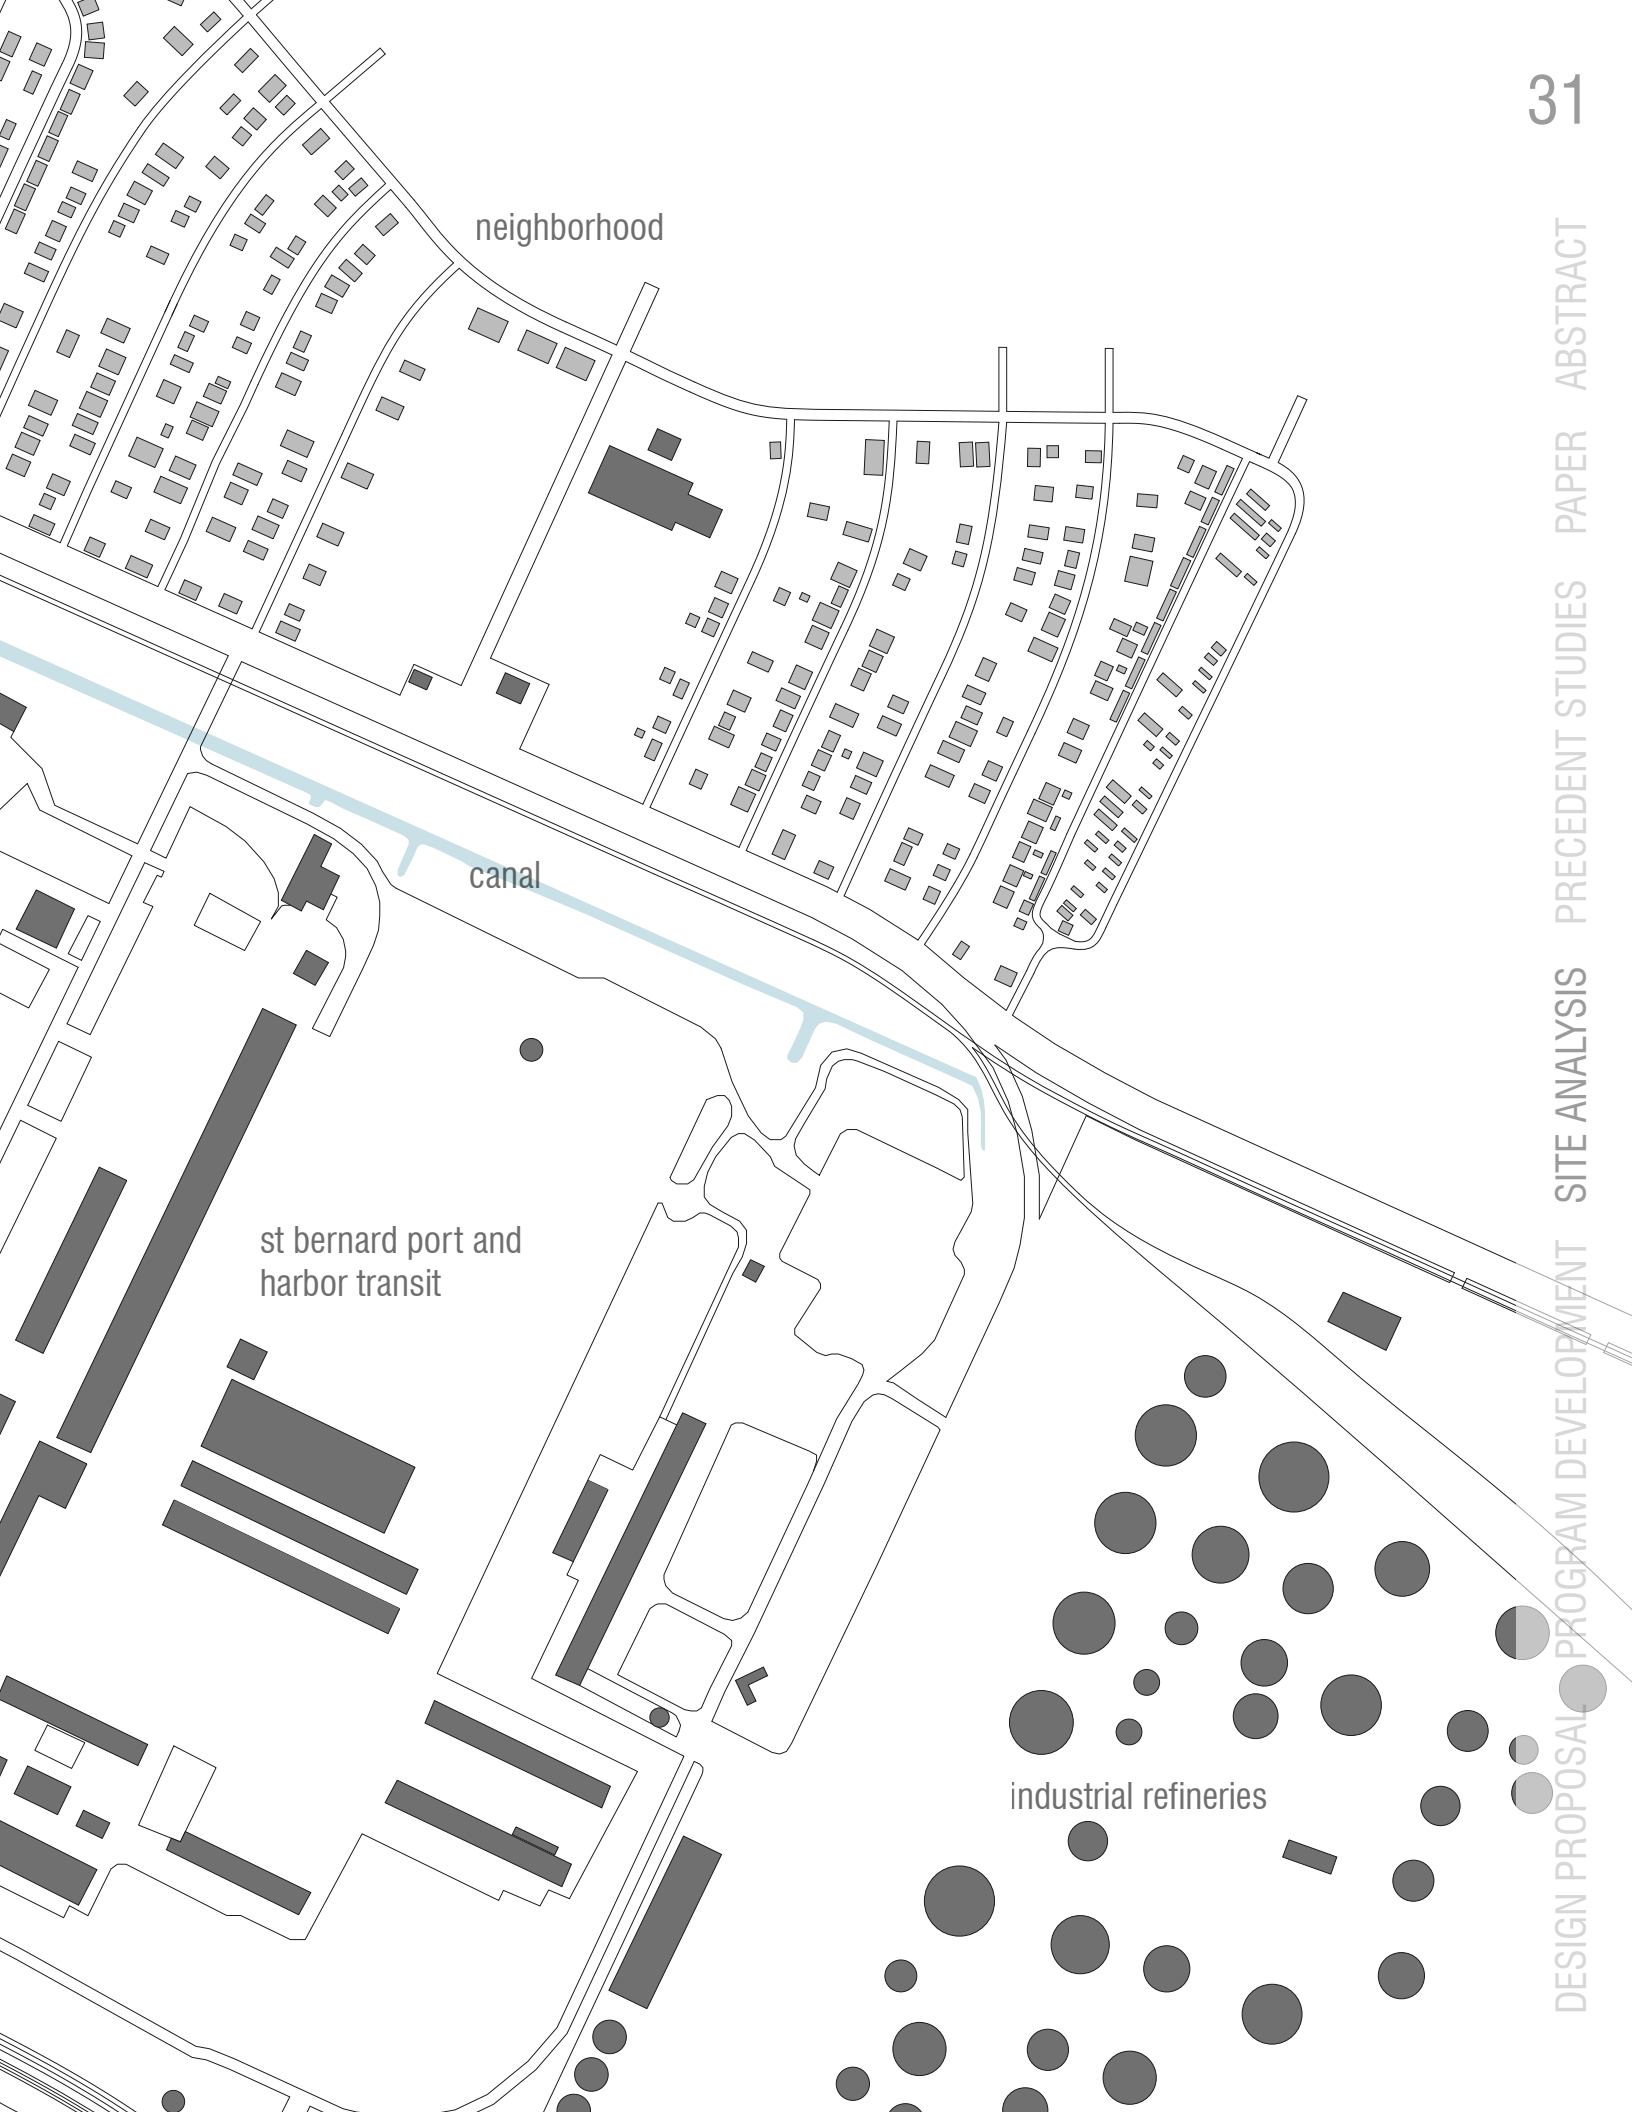 31
neighborhood
canal
st bernard port and
harbor transit
industrial refineries
DESIGN PROPOSAL PROGRAM DEVELOPMENT SITE ANALYSIS PRECEDENT STUDIES PAPER ABSTRACT